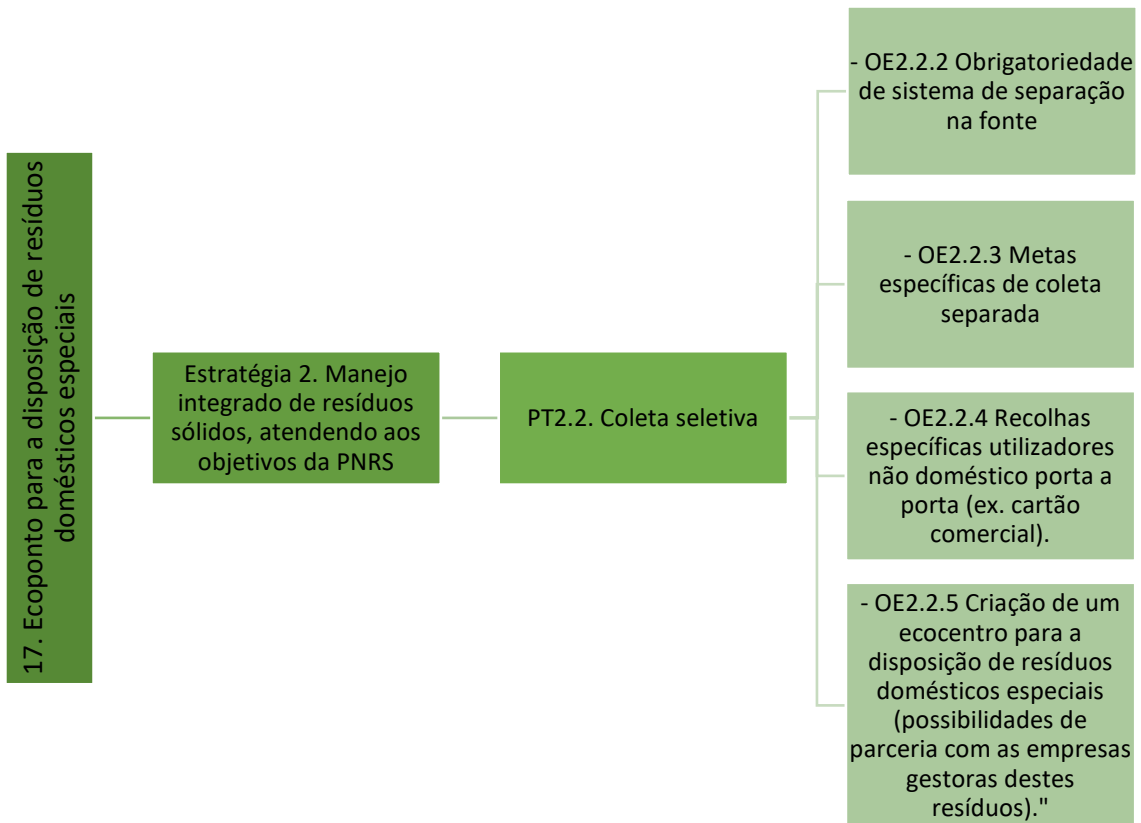 17. Ecoponto para a disposição de resíduos
domésticos especiais
Estratégia 2. Manejo
integrado de resíduos
sólidos, atendendo aos
objetivos da PNRS
PT2.2. Coleta seletiva
- OE2.2.2 Obrigatoriedade
de sistema de separação
na fonte
- OE2.2.3 Metas
específicas de coleta
separada
- OE2.2.4 Recolhas
específicas utilizadores
não doméstico porta a
porta (ex. cartão
comercial).
- OE2.2.5 Criação de um
ecocentro para a
disposição de resíduos
domésticos especiais
(possibilidades de
parceria com as empresas
gestoras destes
resíduos)."